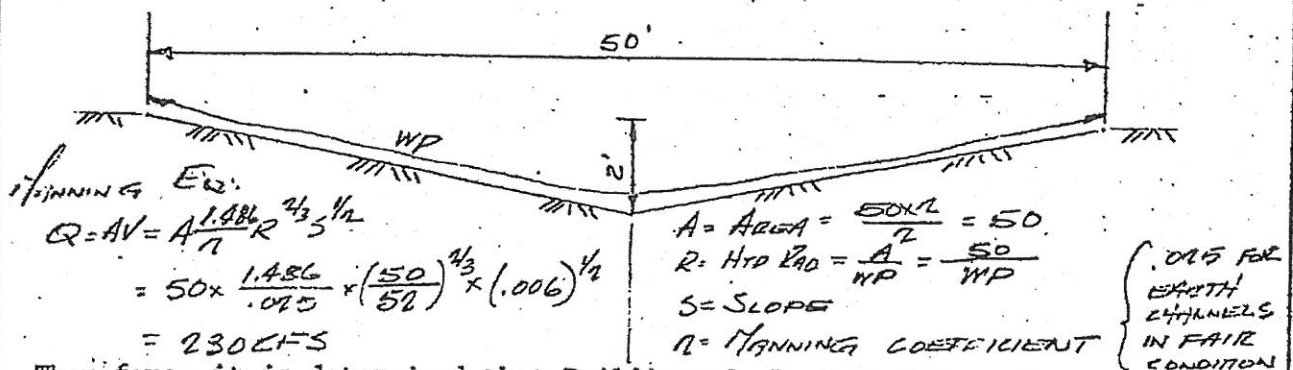 50'
WP
2'
MANNING EQ:
Q = AV = A 1.486/n R^2/3 S^1/2
= 50 x 1.486/.025 x (50/52)^2/3 x (.006)^1/2
= 230 CFS
A = AREA = 50x2/2 = 50
R = HYD RAD = A/WP = 50/WP
S = SLOPE
n = MANNING COEFFICIENT
.025 FOR
EARTH
CHANNELS
IN FAIR
CONDITION